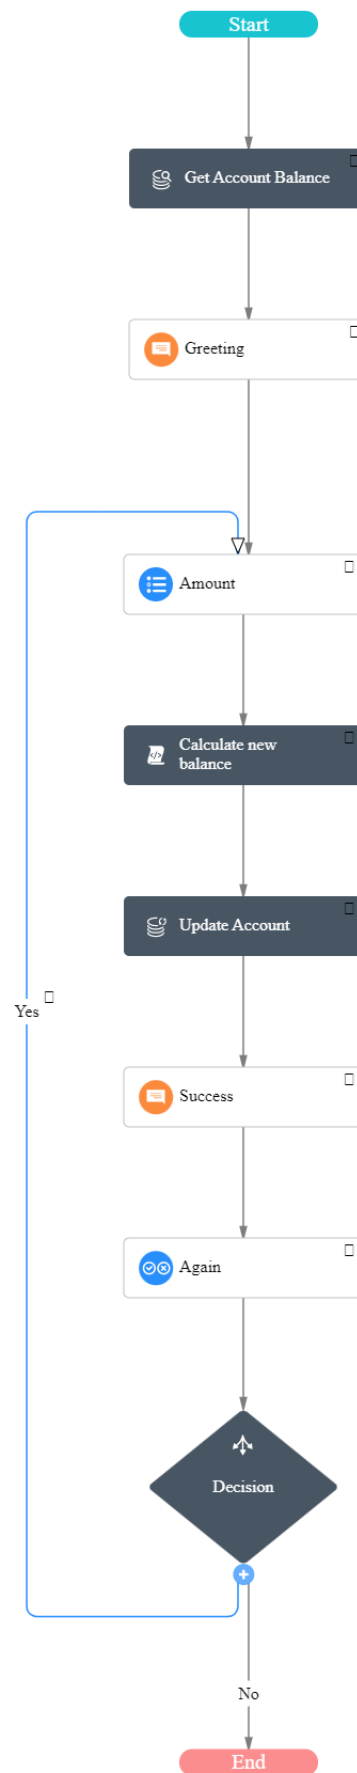 Start
Get Account Balance
Greeting
Amount
Calculate new
balance
Update Account
Yes
Success
Again
Decision
No
End